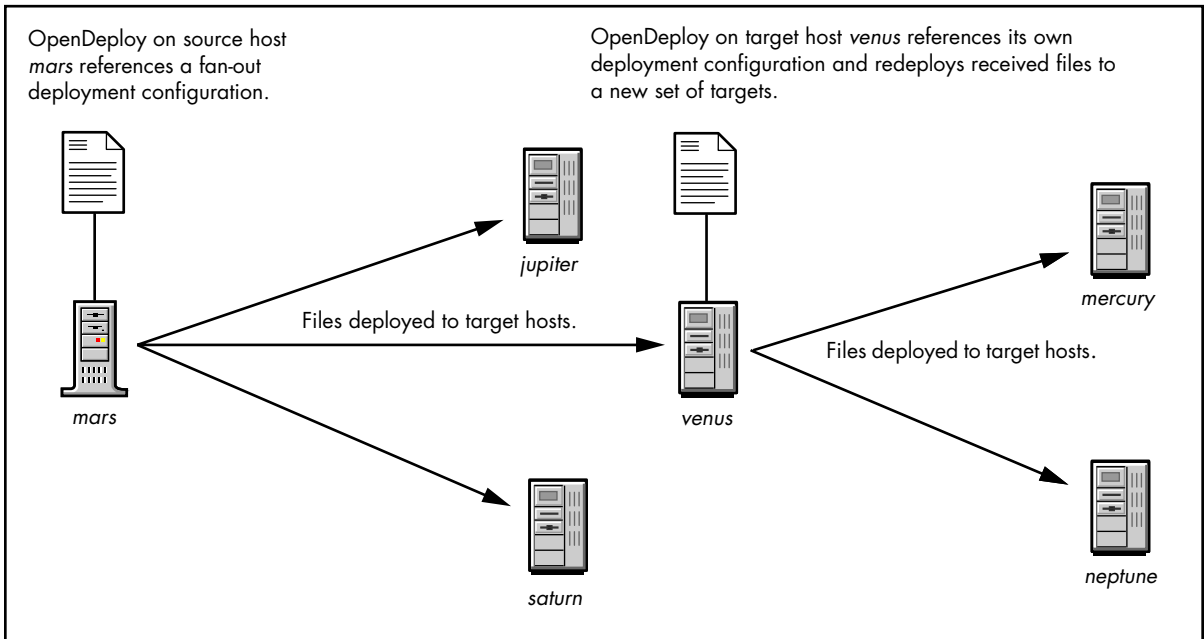 OpenDeploy on source host
mars references a fan-out
deployment configuration.
OpenDeploy on target host venus references its own
deployment configuration and redeploys received files to
a new set of targets.
jupiter
mercury
Files deployed to target hosts.
Files deployed to target hosts.
mars
venus
saturn
neptune